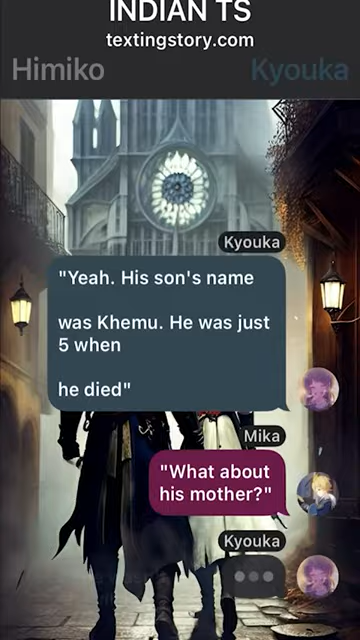 INDIAN TS
textingstory.com
Himiko
Kyouka
Kyouka
"Yeah. His son's name
was Khemu. He was just
5 when
he died"
Mika
"What about
his mother?"
Kyouka